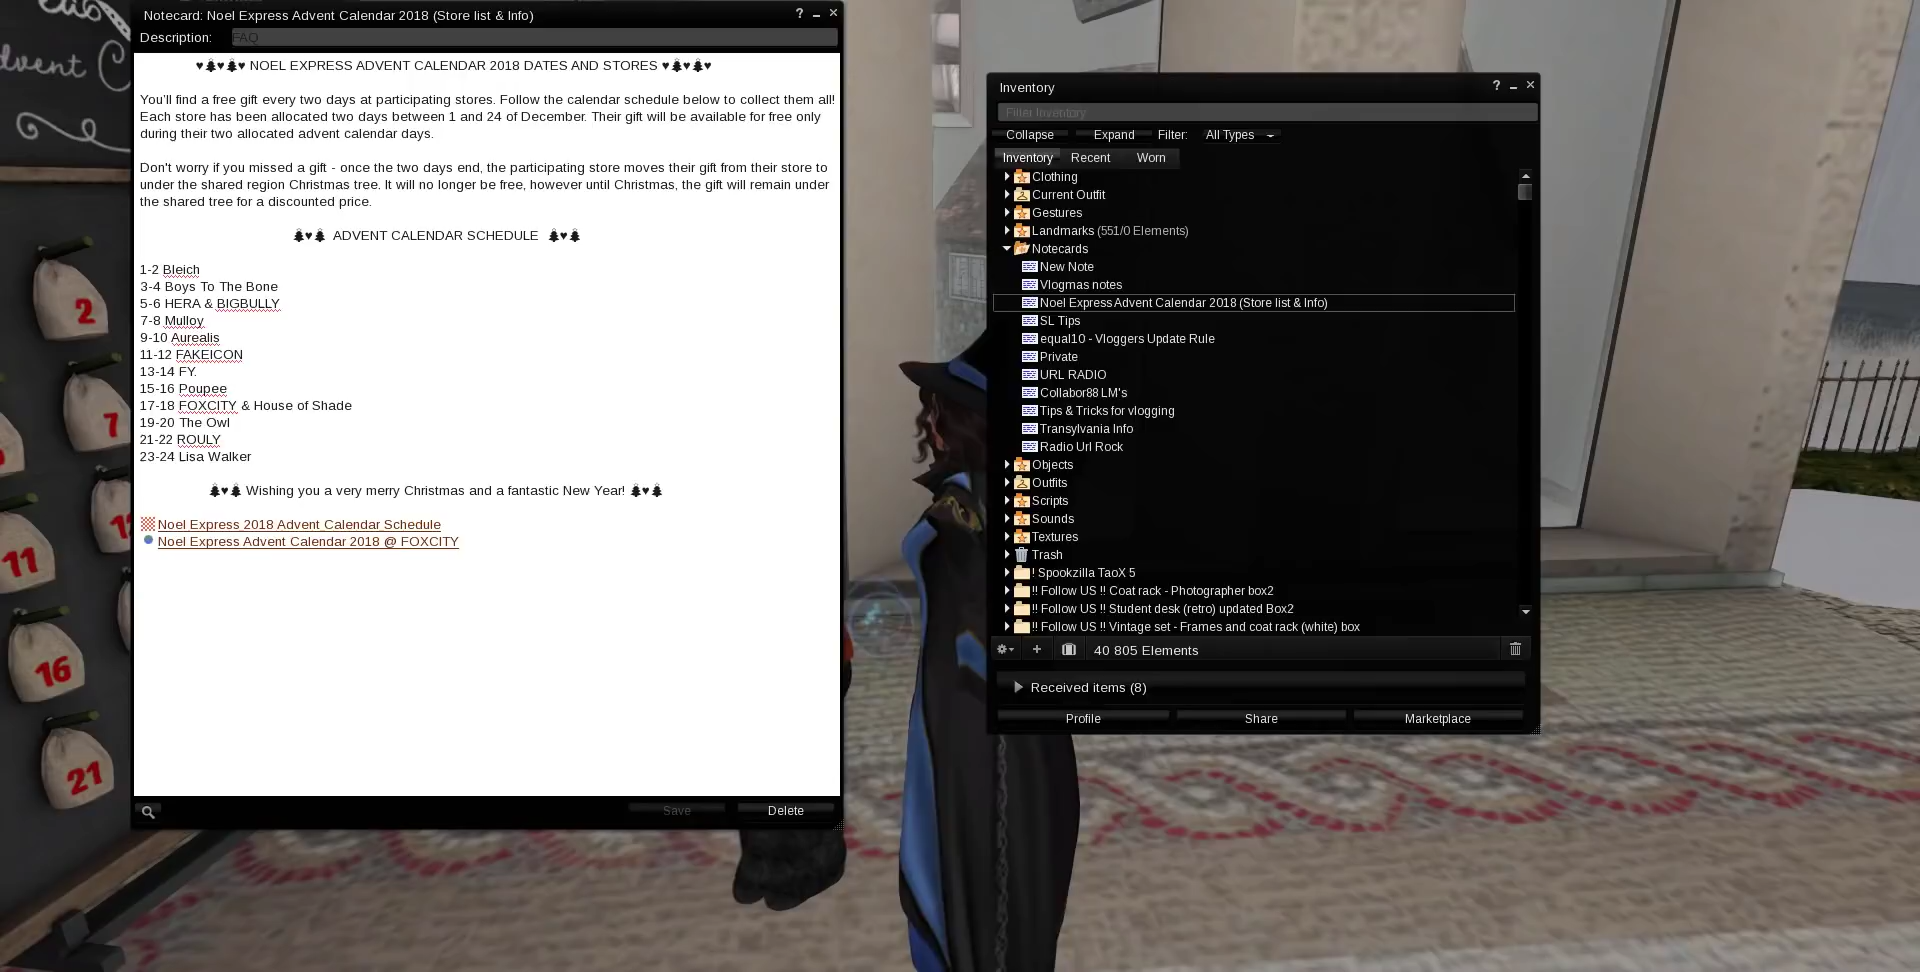 Notecard: Noel Express Advent Calendar 2018 (Store list & Info)
Description: FAQ
♥🌲♥🌲♥ NOEL EXPRESS ADVENT CALENDAR 2018 DATES AND STORES ♥🌲♥🌲♥
You'll find a free gift every two days at participating stores. Follow the calendar schedule below to collect them all!
Each store has been allocated two days between 1 and 24 of December. Their gift will be available for free only
during their two allocated advent calendar days.
Don't worry if you missed a gift - once the two days end, the participating store moves their gift from their store to
under the shared region Christmas tree. It will no longer be free, however until Christmas, the gift will remain under
the shared tree for a discounted price.
🌲♥🌲 ADVENT CALENDAR SCHEDULE 🌲♥🌲
1-2 Bleich
3-4 Boys To The Bone
5-6 HERA & BIGBULLY
7-8 Mulloy
9-10 Aurealis
11-12 FAKEICON
13-14 FY.
15-16 Poupee
17-18 FOXCITY & House of Shade
19-20 The Owl
21-22 ROULY
23-24 Lisa Walker
🌲♥🌲 Wishing you a very merry Christmas and a fantastic New Year! 🌲♥🌲
Noel Express 2018 Advent Calendar Schedule
Noel Express Advent Calendar 2018 @ FOXCITY
Save
Delete
Inventory
Filter Inventory
Collapse Expand Filter: All Types
Inventory Recent Worn
Clothing
Current Outfit
Gestures
Landmarks (551/0 Elements)
Notecards
New Note
Vlogmas notes
Noel Express Advent Calendar 2018 (Store list & Info)
SL Tips
equal10 - Vloggers Update Rule
Private
URL RADIO
Collabor88 LM's
Tips & Tricks for vlogging
Transylvania Info
Radio Url Rock
Objects
Outfits
Scripts
Sounds
Textures
Trash
! Spookzilla TaoX 5
!! Follow US !! Coat rack - Photographer box2
!! Follow US !! Student desk (retro) updated Box2
!! Follow US !! Vintage set - Frames and coat rack (white) box
40 805 Elements
Received items (8)
Profile Share Marketplace
2
7
11
16
21